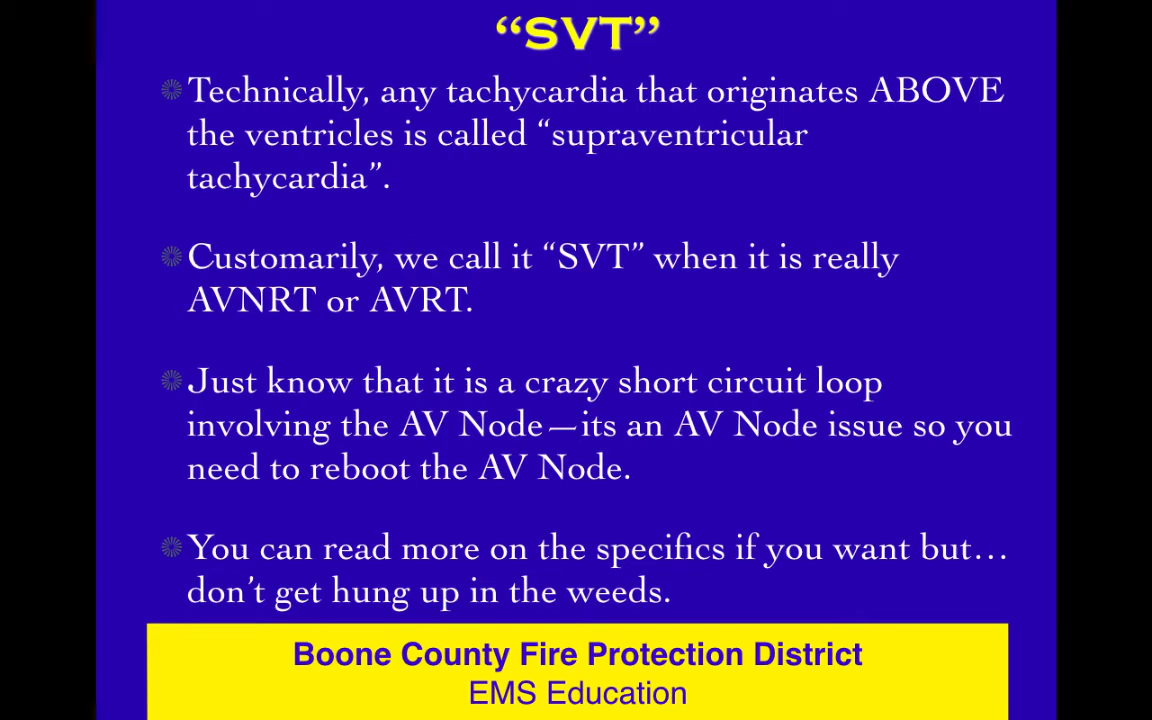 “SVT”
Technically, any tachycardia that originates ABOVE
the ventricles is called “supraventricular
tachycardia”.
Customarily, we call it “SVT” when it is really
AVNRT or AVRT.
Just know that it is a crazy short circuit loop
involving the AV Node—its an AV Node issue so you
need to reboot the AV Node.
You can read more on the specifics if you want but…
don’t get hung up in the weeds.
Boone County Fire Protection District
EMS Education